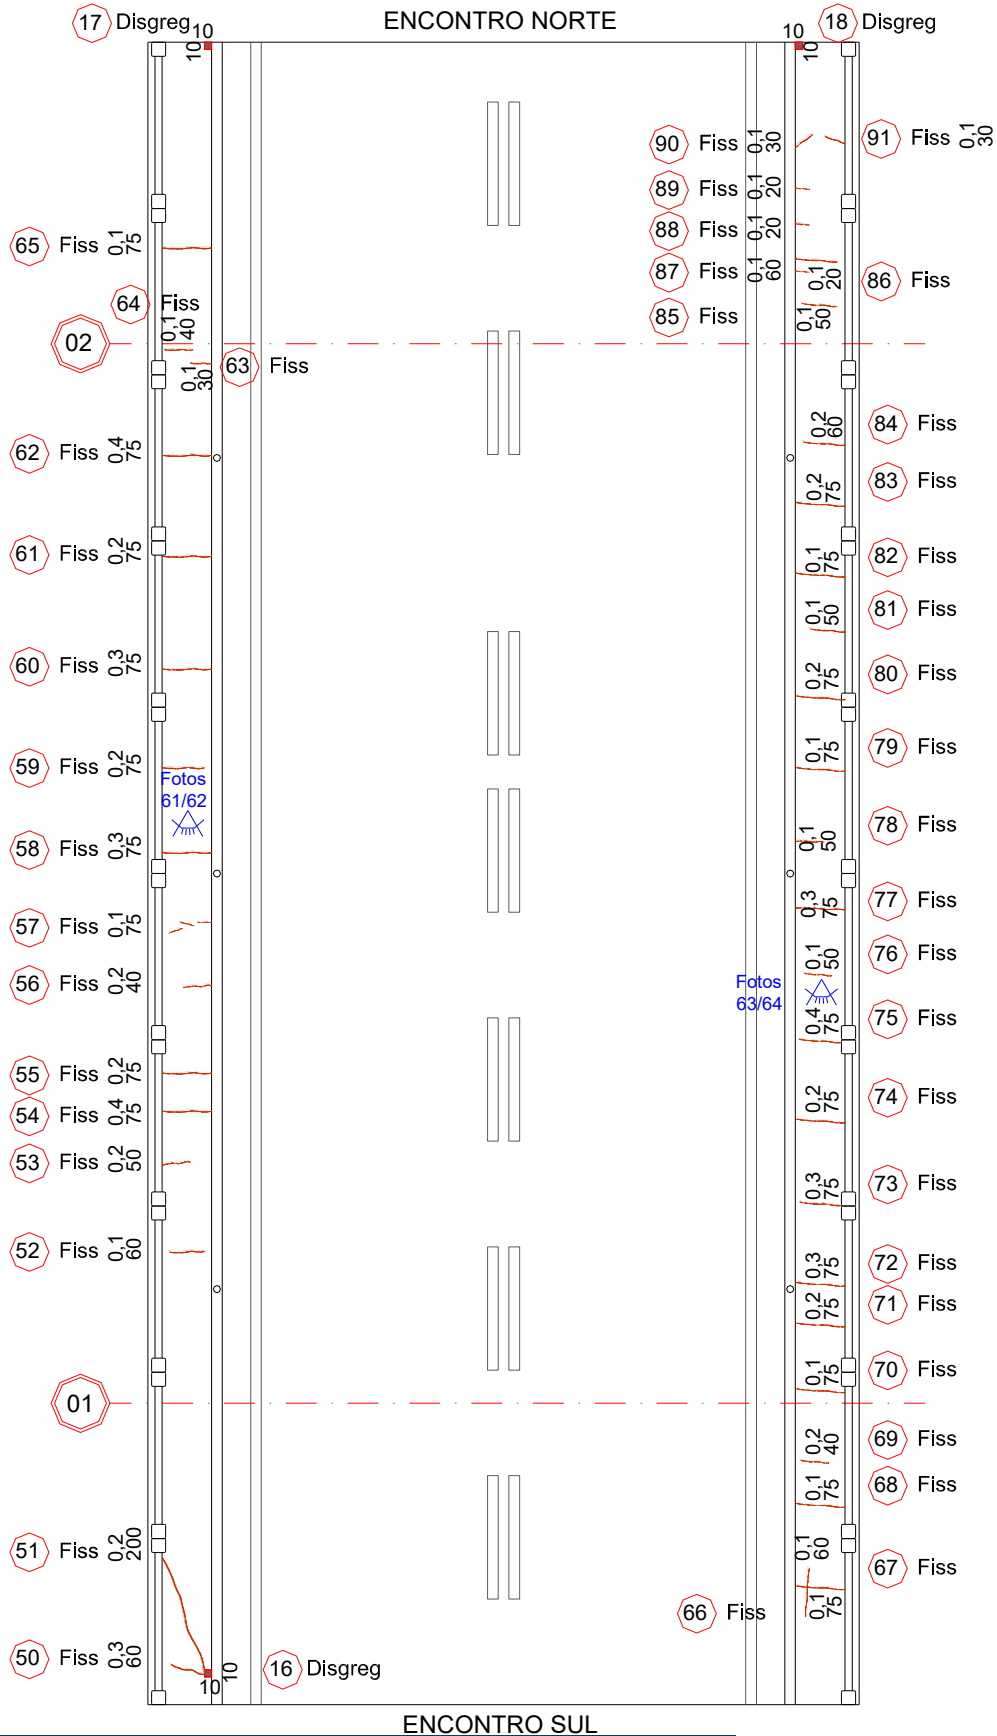 17 Disgreg
10
10
ENCONTRO NORTE
10
10
18 Disgreg
90 Fiss 0,1 30
91 Fiss 0,1 30
89 Fiss 0,1 20
88 Fiss 0,1 20
65 Fiss 0,1 75
87 Fiss 0,1 60
0,1 20
86 Fiss
64 Fiss
0,1 40
85 Fiss
0,1 50
02
0,1 30
63 Fiss
0,2 60
84 Fiss
62 Fiss 0,4 75
0,2 75
83 Fiss
61 Fiss 0,2 75
0,1 75
82 Fiss
0,1 50
81 Fiss
60 Fiss 0,3 75
0,2 75
80 Fiss
59 Fiss 0,2 75
0,1 75
79 Fiss
Fotos
61/62
0,1 50
78 Fiss
58 Fiss 0,3 75
0,3 75
77 Fiss
57 Fiss 0,1 75
0,1 50
76 Fiss
56 Fiss 0,2 40
Fotos
63/64
0,4 75
75 Fiss
55 Fiss 0,2 75
0,2 75
74 Fiss
54 Fiss 0,4 75
53 Fiss 0,2 50
0,3 75
73 Fiss
52 Fiss 0,1 60
0,3 75
72 Fiss
0,2 75
71 Fiss
0,1 75
70 Fiss
01
0,2 40
69 Fiss
0,1 75
68 Fiss
51 Fiss 0,2 200
0,1 60
67 Fiss
66 Fiss
0,1 75
50 Fiss 0,3 60
10
10
16 Disgreg
ENCONTRO SUL